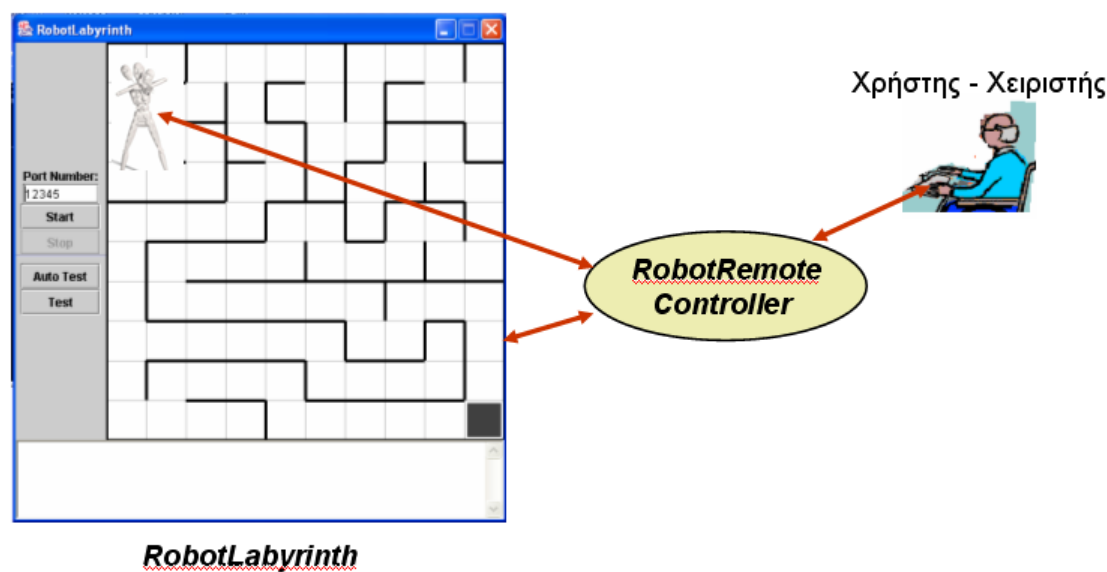 RobotLabyrinth
Χρήστης - Χειριστής
Port Number:
12345
Start
Stop
Auto Test
Test
RobotRemote
Controller
RobotLabyrinth